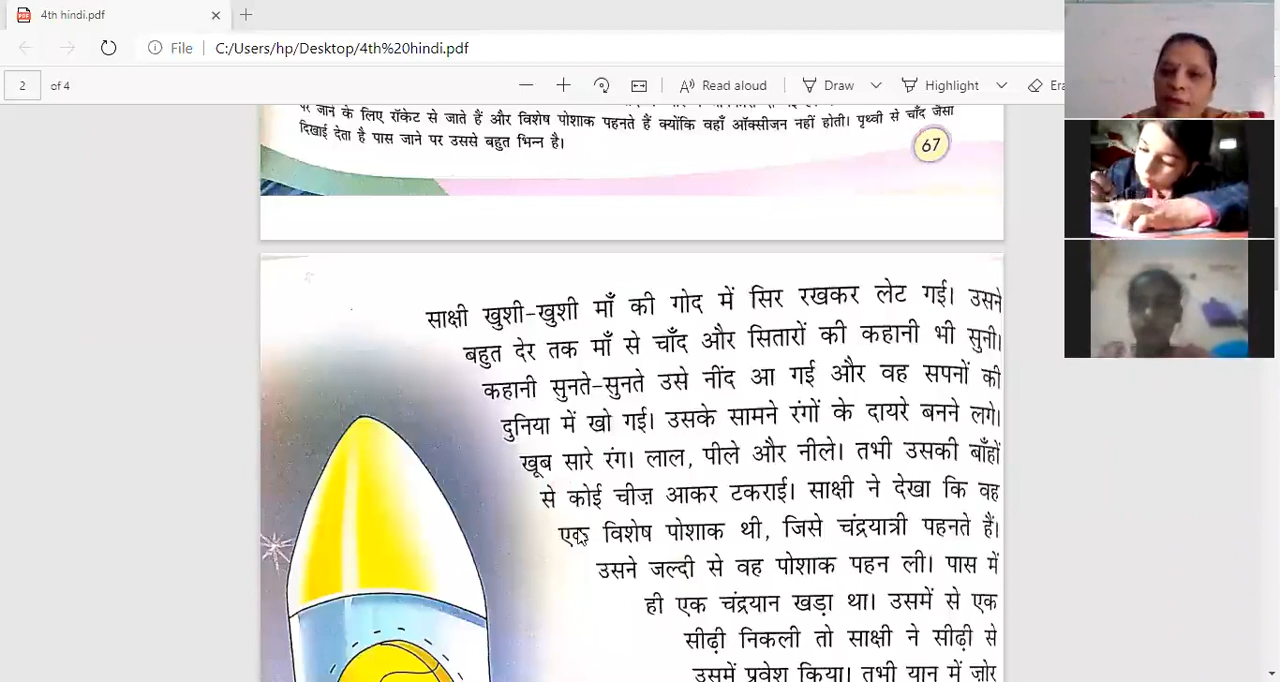 4th hindi.pdf
File
C:/Users/hp/Desktop/4th%20hindi.pdf
2 of 4
Read aloud
Draw
Highlight
पर जाने के लिए रॉकेट से जाते हैं और विशेष पोशाक पहनते हैं क्योंकि वहाँ ऑक्सीजन नहीं होती। पृथ्वी से चाँद जैसा
दिखाई देता है पास जाने पर उससे बहुत भिन्न है।
67
साक्षी खुशी-खुशी माँ की गोद में सिर रखकर लेट गई। उसने
बहुत देर तक माँ से चाँद और सितारों की कहानी भी सुनी।
कहानी सुनते-सुनते उसे नींद आ गई और वह सपनों की
दुनिया में खो गई। उसके सामने रंगों के दायरे बनने लगे।
खूब सारे रंग। लाल, पीले और नीले। तभी उसकी बाँहों
से कोई चीज़ आकर टकराई। साक्षी ने देखा कि वह
एक विशेष पोशाक थी, जिसे चंद्रयात्री पहनते हैं।
उसने जल्दी से वह पोशाक पहन ली। पास में
ही एक चंद्रयान खड़ा था। उसमें से एक
सीढ़ी निकली तो साक्षी ने सीढ़ी से
उसमें प्रवेश किया। तभी यान में ज़ोर